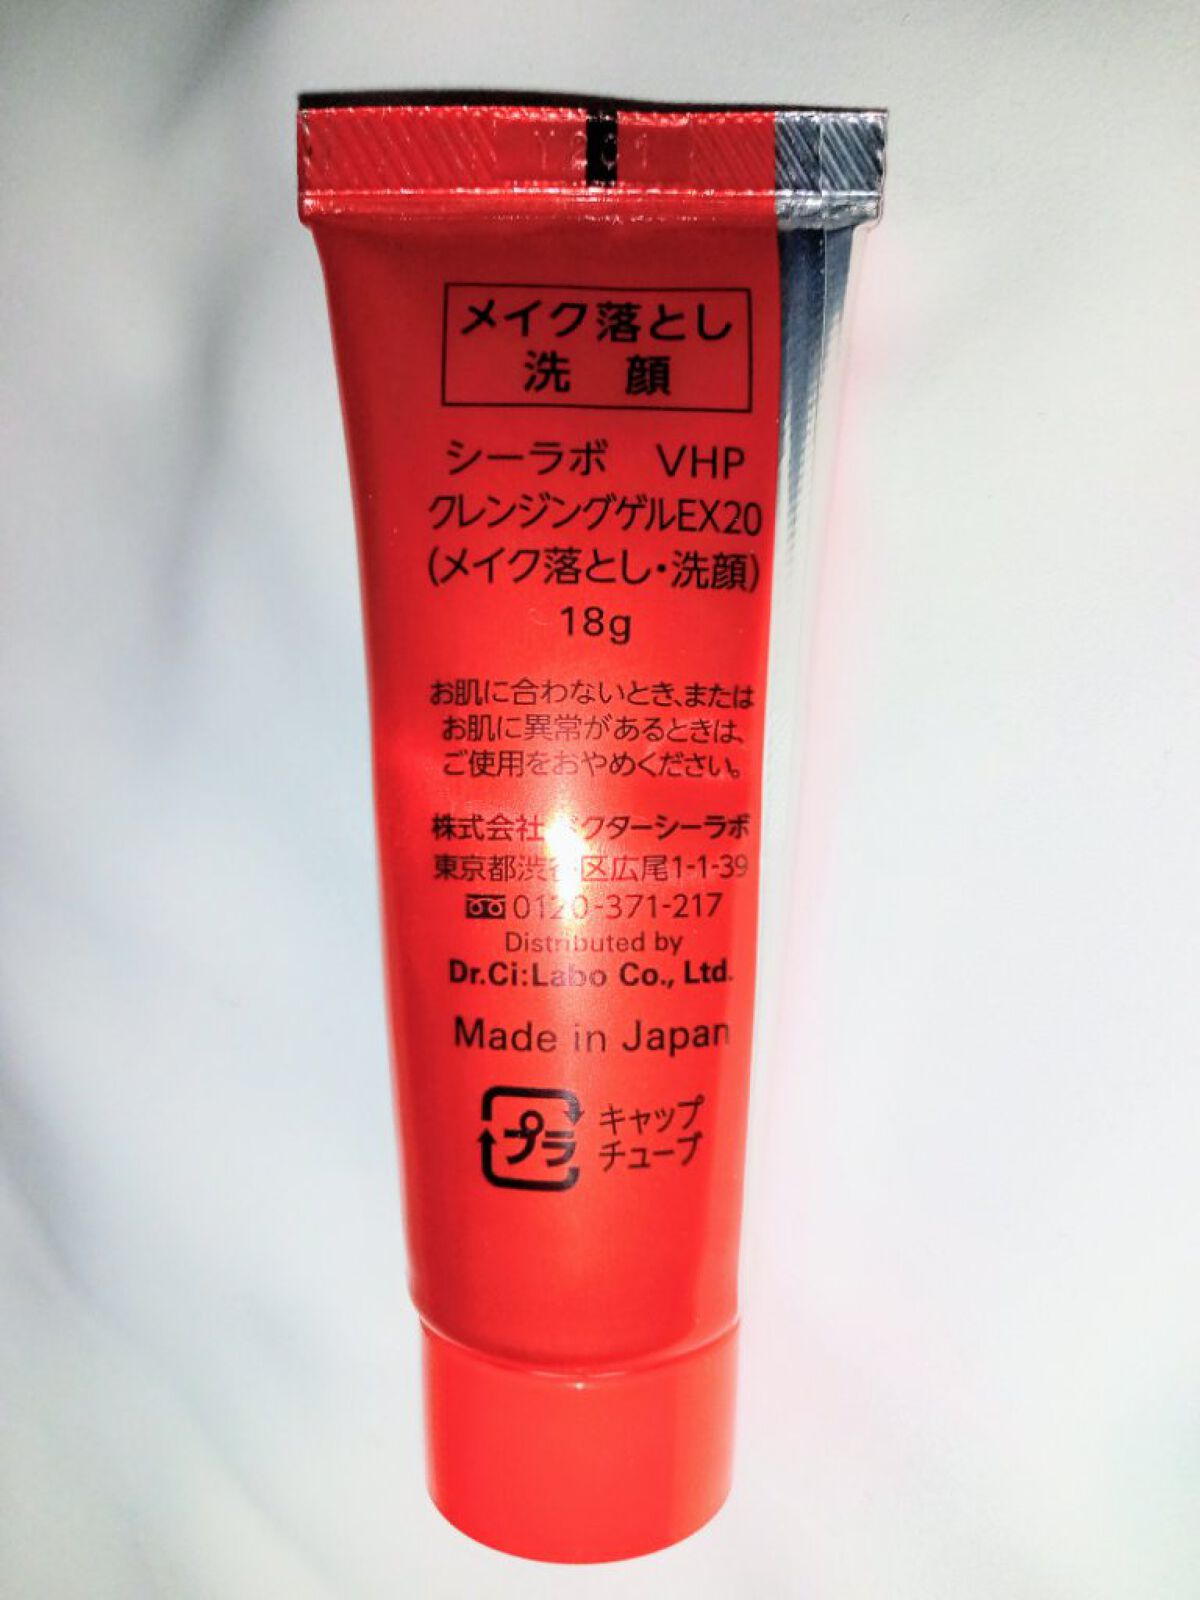 Y201
メイク落とし
洗 顔
シーラボ VHP
クレンジングゲルEX20
(メイク落とし・洗顔)
18g
お肌に合わないとき、または
お肌に異常があるときは、
ご使用をおやめください。
株式会社ドクターシーラボ
東京都渋谷区広尾1-1-39
0120-371-217
Distributed by
Dr.Ci:Labo Co., Ltd.
Made in Japan
プラ キャップ
チューブ